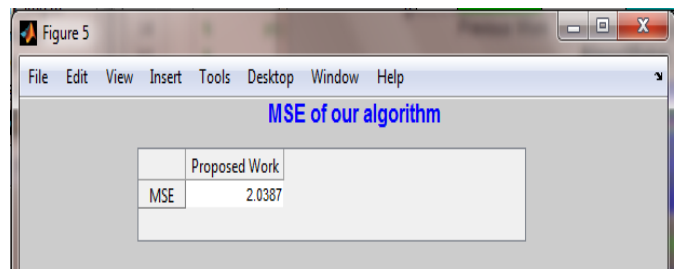 Figure 5
File Edit View Insert Tools Desktop Window Help
MSE of our algorithm
Proposed Work
MSE 2.0387